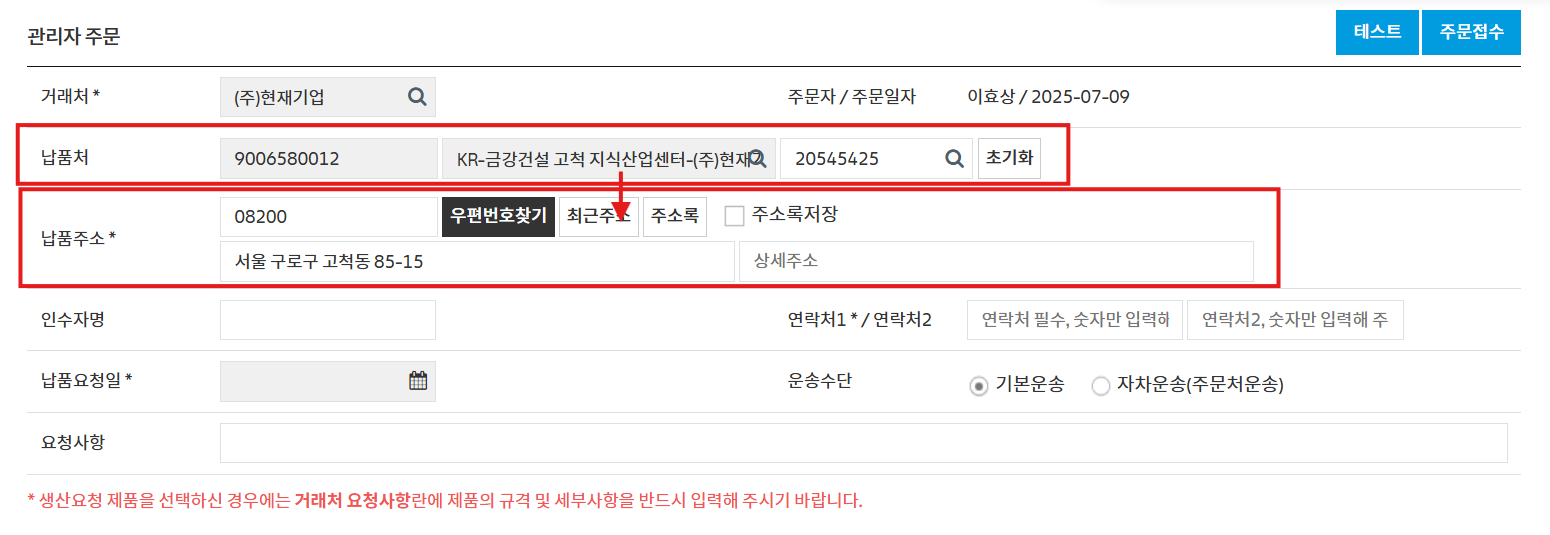 관리자 주문
테스트 주문접수
거래처 * (주)현재기업 주문자 / 주문일자 이효상 / 2025-07-09
납품처 9006580012 KR-금강건설 고척 지식산업센터-(주)현재 20545425 초기화
납품주소 * 08200 우편번호찾기 최근주소 주소록 주소록저장
서울 구로구 고척동 85-15 상세주소
인수자명 연락처1 * / 연락처2 연락처 필수, 숫자만 입력해 연락처2, 숫자만 입력해 주
납품요청일 * 운송수단 기본운송 자차운송(주문처운송)
요청사항
* 생산요청 제품을 선택하신 경우에는 거래처 요청사항란에 제품의 규격 및 세부사항을 반드시 입력해 주시기 바랍니다.